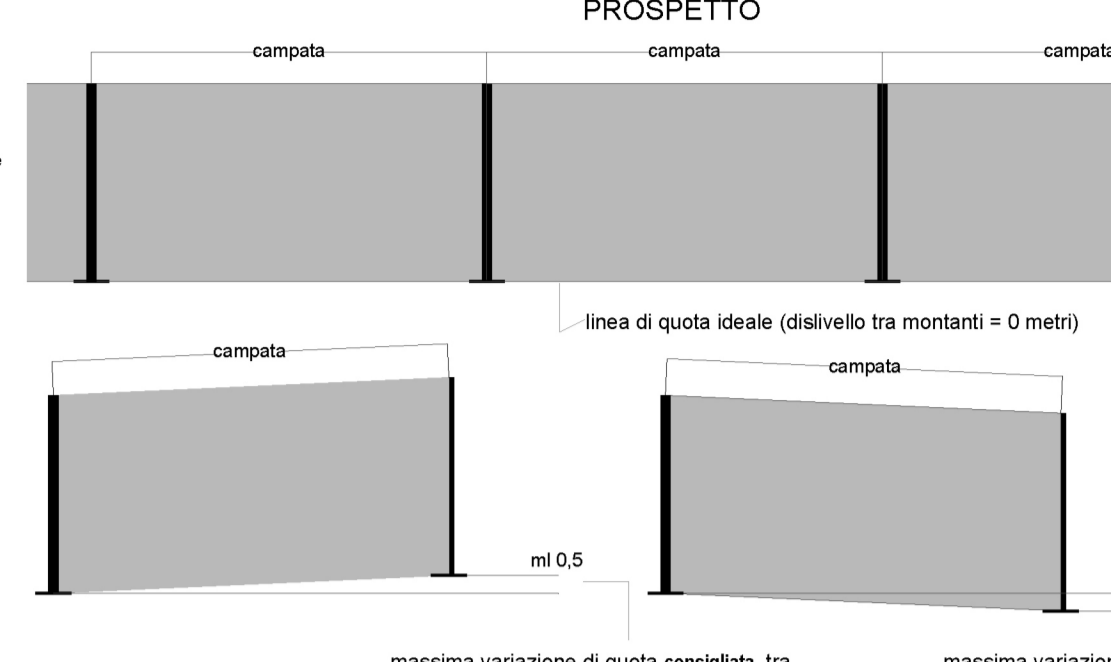 PROSPETTO
campata campata campata
linea di quota ideale (dislivello tra montanti = 0 metri)
campata campata
ml 0,5
massima variazione di quota consigliata tra massima variazion